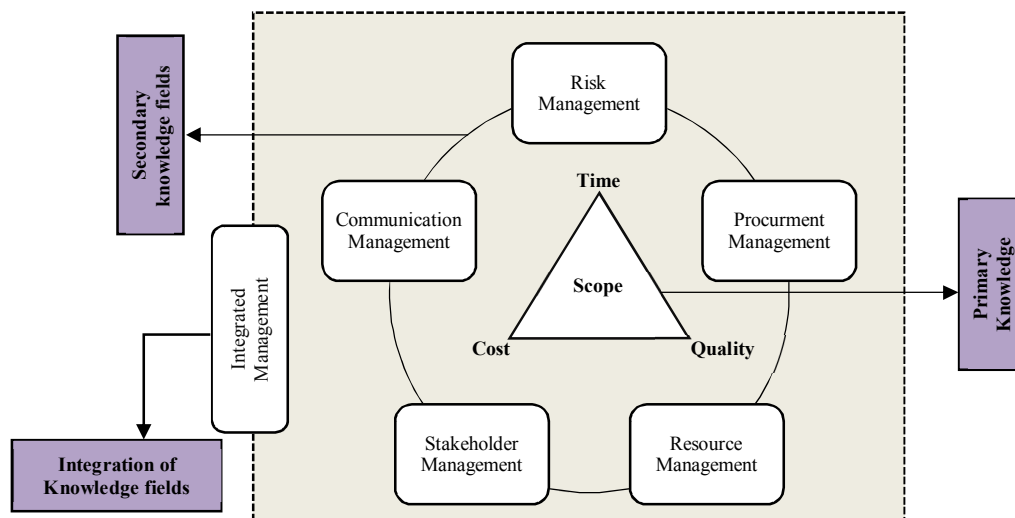 Secondary
knowledge fields
Risk
Management
Time
Communication
Management
Procurment
Management
Scope
Primary
Knowledge
Integrated
Management
Cost
Quality
Stakeholder
Management
Resource
Management
Integration of
Knowledge fields